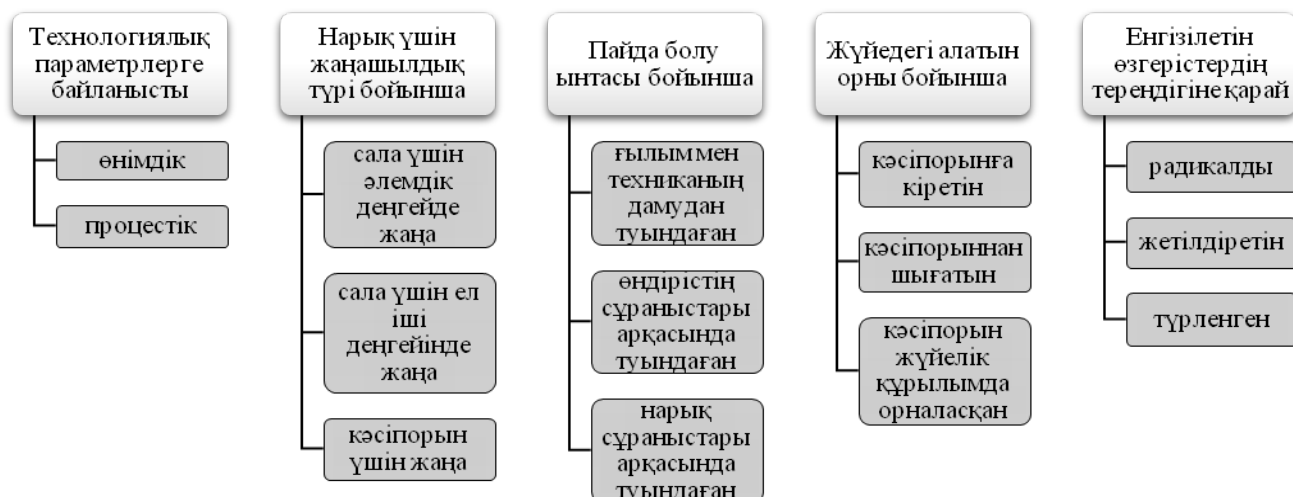 Технологиялық
параметрлерге
байланысты
өнімдік
процестік
Нарық үшін
жаңашылдық
түрі бойынша
сала үшін
әлемдік
деңгейде
жаңа
сала үшін ел
іші
деңгейінде
жаңа
кәсіпорын
үшін жаңа
Пайда болу
ынтасы бойынша
ғылым мен
техниканың
дамудан
туындаған
өндірістің
сұраныстары
арқасында
туындаған
нарық
сұраныстары
арқасында
туындаған
Жүйедегі алатын
орны бойынша
кәсіпорынға
кіретін
кәсіпорыннан
шығатын
кәсіпорын
жүйелік
құрылымда
орналасқан
Енгізілетін
өзгерістердің
тереңдігіне қарай
радикалды
жетілдіретін
түрленген